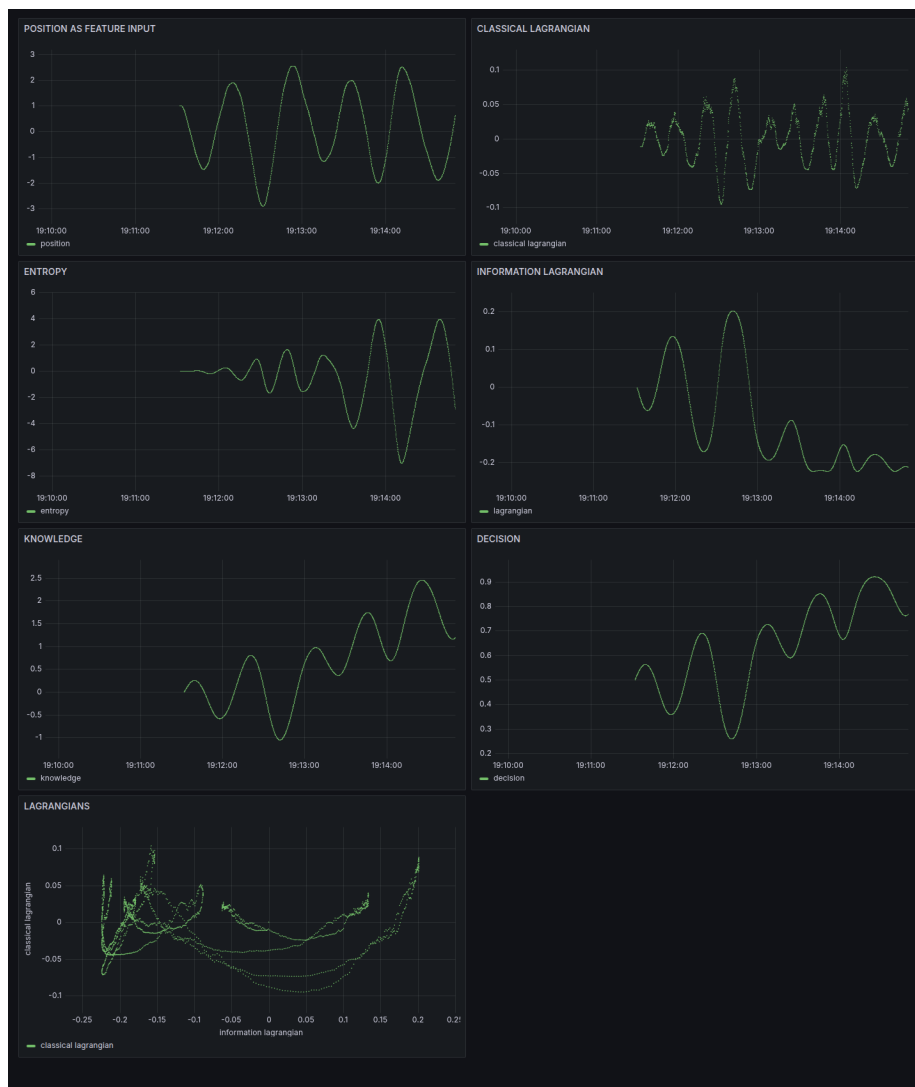 POSITION AS FEATURE INPUT
3
2
1
0
-1
-2
-3
19:10:00 19:11:00 19:12:00 19:13:00 19:14:00
position
CLASSICAL LAGRANGIAN
0.1
0.05
0
-0.05
-0.1
19:10:00 19:11:00 19:12:00 19:13:00 19:14:00
classical lagrangian
ENTROPY
6
4
2
0
-2
-4
-6
-8
19:10:00 19:11:00 19:12:00 19:13:00 19:14:00
entropy
INFORMATION LAGRANGIAN
0.2
0.1
0
-0.1
-0.2
19:10:00 19:11:00 19:12:00 19:13:00 19:14:00
lagrangian
KNOWLEDGE
2.5
2
1.5
1
0.5
0
-0.5
-1
19:10:00 19:11:00 19:12:00 19:13:00 19:14:00
knowledge
DECISION
0.9
0.8
0.7
0.6
0.5
0.4
0.3
0.2
19:10:00 19:11:00 19:12:00 19:13:00 19:14:00
decision
LAGRANGIANS
classical lagrangian
0.1
0.05
0
-0.05
-0.1
-0.25 -0.2 -0.15 -0.1 -0.05 0 0.05 0.1 0.15 0.2
information lagrangian
classical lagrangian